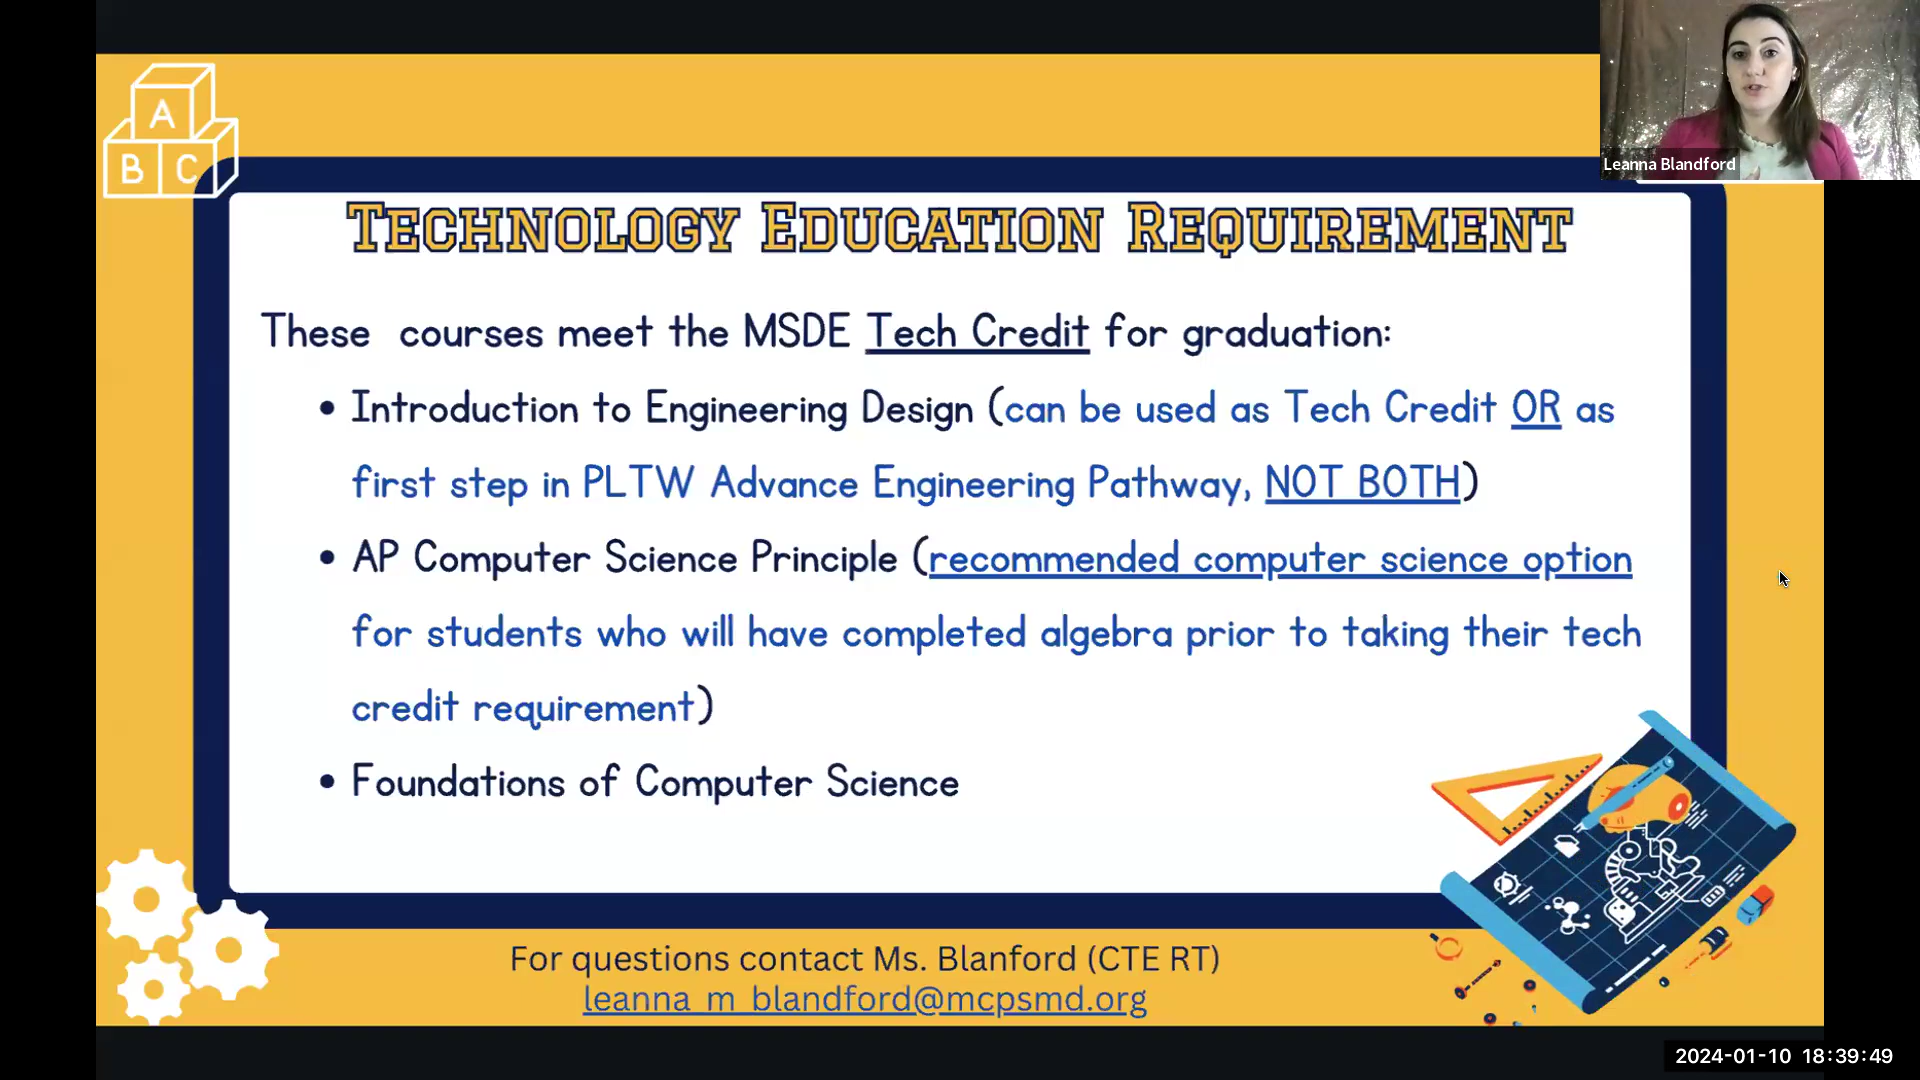 A
B C
Leanna Blandford
Technology Education Requirement
These courses meet the MSDE Tech Credit for graduation:
• Introduction to Engineering Design (can be used as Tech Credit OR as
first step in PLTW Advance Engineering Pathway, NOT BOTH)
• AP Computer Science Principle (recommended computer science option
for students who will have completed algebra prior to taking their tech
credit requirement)
• Foundations of Computer Science
For questions contact Ms. Blanford (CTE RT)
leanna_m_blandford@mcpsmd.org
2024-01-10 18:39:49